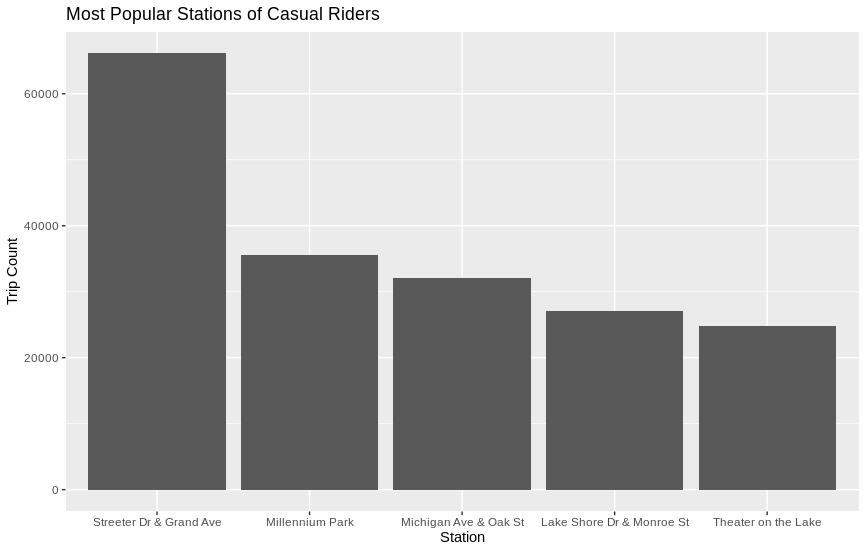 Most Popular Stations of Casual Riders
Trip Count
60000
40000
20000
0
Streeter Dr & Grand Ave
Millennium Park
Michigan Ave & Oak St
Lake Shore Dr & Monroe St
Theater on the Lake
Station